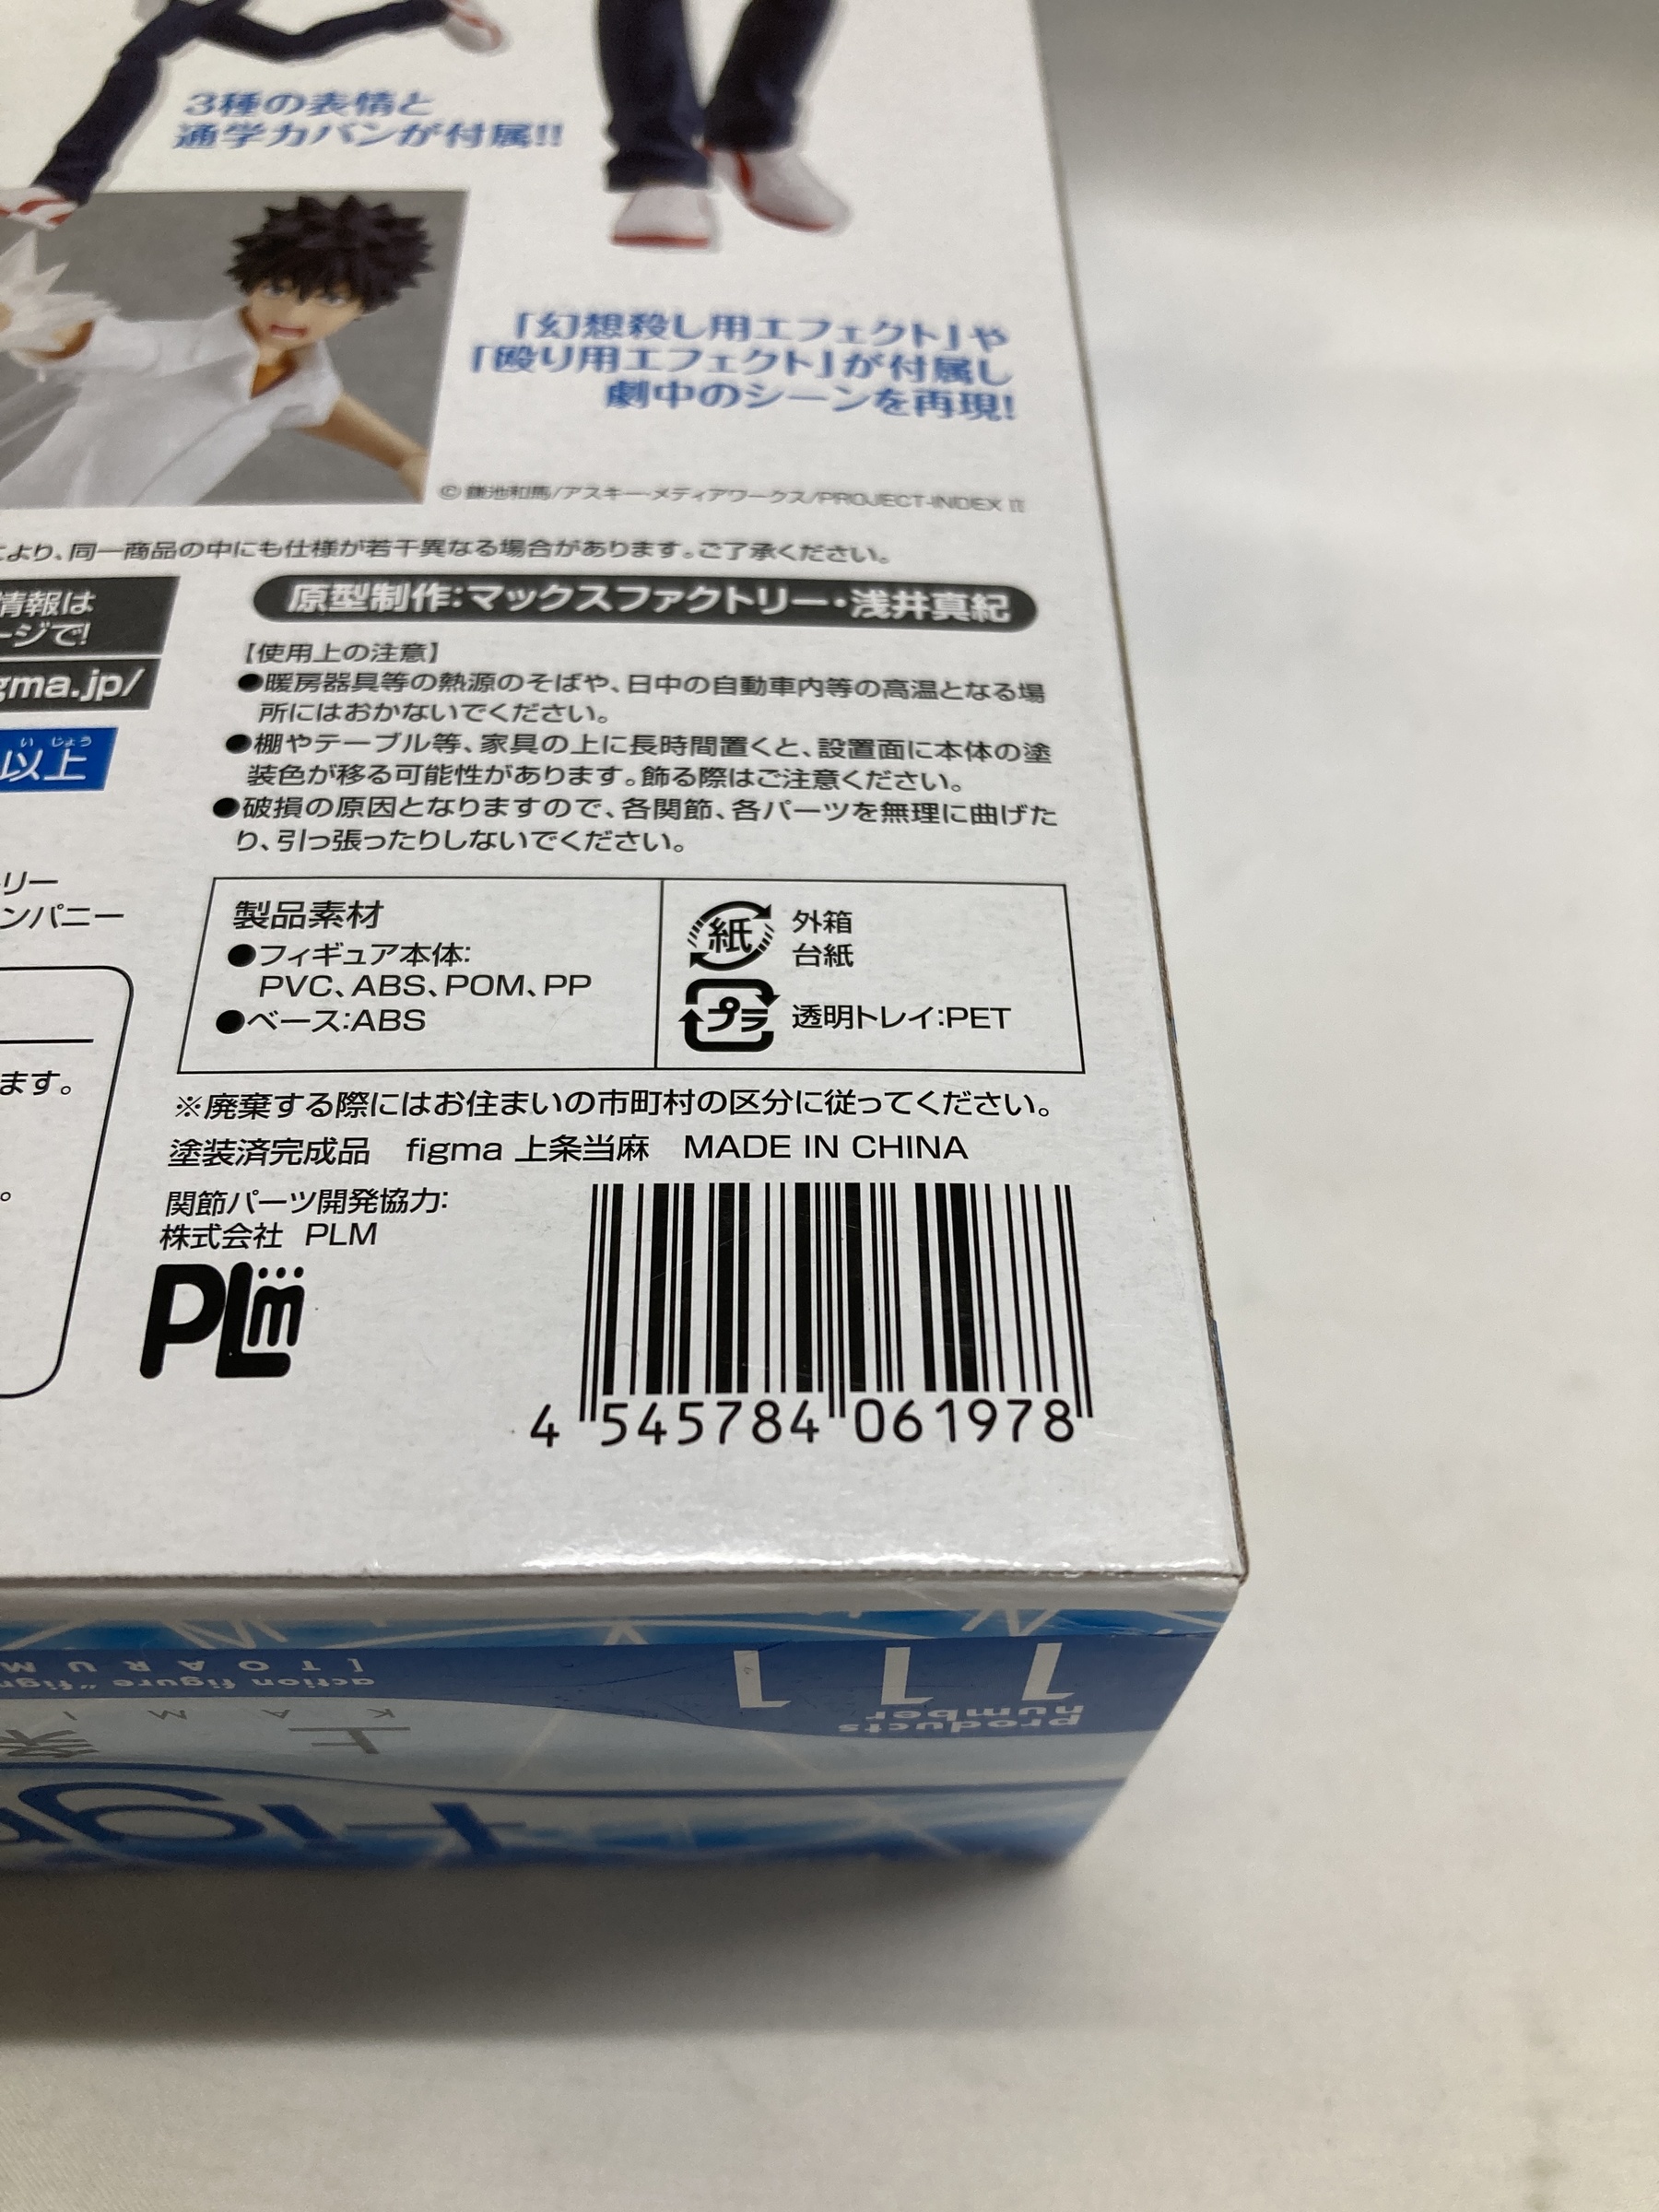 3種の表情と
通学カバンが付属!!
「幻想殺し用エフェクト」や
「殴り用エフェクト」が付属し
劇中のシーンを再現!
© 鎌池和馬/アスキー・メディアワークス/PROJECT-INDEX II
より、同一商品の中にも仕様が若干異なる場合があります。ご了承ください。
情報は
ージで!
gma.jp/
い じょう
以上
リー
ンパニー
ます。
。
原型制作:マックスファクトリー・浅井真紀
【使用上の注意】
●暖房器具等の熱源のそばや、日中の自動車内等の高温となる場
所にはおかないでください。
●棚やテーブル等、家具の上に長時間置くと、設置面に本体の塗
装色が移る可能性があります。飾る際はご注意ください。
●破損の原因となりますので、各関節、各パーツを無理に曲げた
り、引っ張ったりしないでください。
製品素材
●フィギュア本体:
PVC、ABS、POM、PP
●ベース:ABS
紙 外箱
台紙
プラ 透明トレイ:PET
※廃棄する際にはお住まいの市町村の区分に従ってください。
塗装済完成品 figma 上条当麻 MADE IN CHINA
関節パーツ開発協力:
株式会社 PLM
PLM
4 545784 061978
products
number
111
figm
上条
KAMI
action figure "figm
[TOARUM